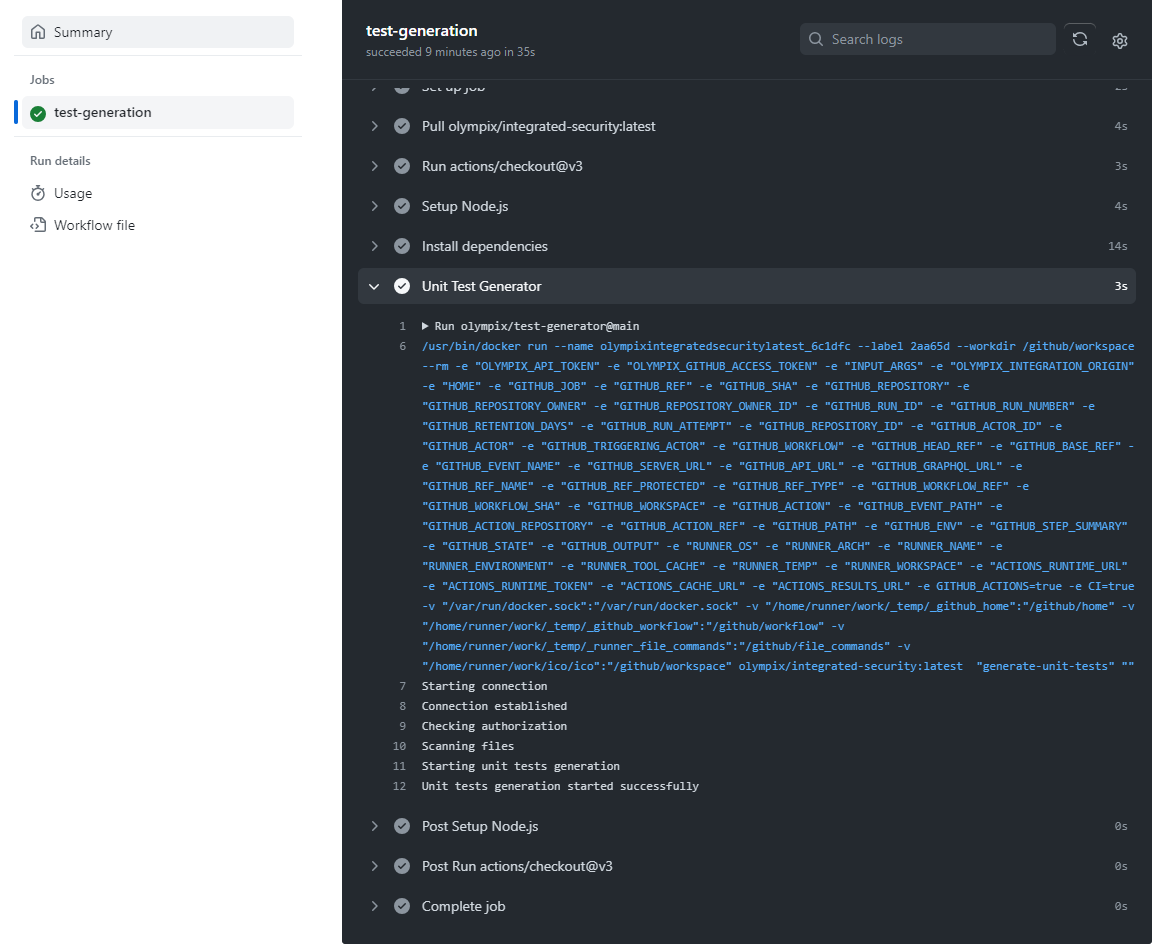 Summary
Jobs
test-generation
Run details
Usage
Workflow file
test-generation
succeeded 9 minutes ago in 35s
Search logs
Set up job 2s
Pull olympix/integrated-security:latest 4s
Run actions/checkout@v3 3s
Setup Node.js 4s
Install dependencies 14s
Unit Test Generator 3s
1 ▶ Run olympix/test-generator@main
6 /usr/bin/docker run --name olympixintegratedsecuritylatest_6c1dfc --label 2aa65d --workdir /github/workspace
--rm -e "OLYMPIX_API_TOKEN" -e "OLYMPIX_GITHUB_ACCESS_TOKEN" -e "INPUT_ARGS" -e "OLYMPIX_INTEGRATION_ORIGIN"
-e "HOME" -e "GITHUB_JOB" -e "GITHUB_REF" -e "GITHUB_SHA" -e "GITHUB_REPOSITORY" -e
"GITHUB_REPOSITORY_OWNER" -e "GITHUB_REPOSITORY_OWNER_ID" -e "GITHUB_RUN_ID" -e "GITHUB_RUN_NUMBER" -e
"GITHUB_RETENTION_DAYS" -e "GITHUB_RUN_ATTEMPT" -e "GITHUB_REPOSITORY_ID" -e "GITHUB_ACTOR_ID" -e
"GITHUB_ACTOR" -e "GITHUB_TRIGGERING_ACTOR" -e "GITHUB_WORKFLOW" -e "GITHUB_HEAD_REF" -e "GITHUB_BASE_REF" -
e "GITHUB_EVENT_NAME" -e "GITHUB_SERVER_URL" -e "GITHUB_API_URL" -e "GITHUB_GRAPHQL_URL" -e
"GITHUB_REF_NAME" -e "GITHUB_REF_PROTECTED" -e "GITHUB_REF_TYPE" -e "GITHUB_WORKFLOW_REF" -e
"GITHUB_WORKFLOW_SHA" -e "GITHUB_WORKSPACE" -e "GITHUB_ACTION" -e "GITHUB_EVENT_PATH" -e
"GITHUB_ACTION_REPOSITORY" -e "GITHUB_ACTION_REF" -e "GITHUB_PATH" -e "GITHUB_ENV" -e "GITHUB_STEP_SUMMARY"
-e "GITHUB_STATE" -e "GITHUB_OUTPUT" -e "RUNNER_OS" -e "RUNNER_ARCH" -e "RUNNER_NAME" -e
"RUNNER_ENVIRONMENT" -e "RUNNER_TOOL_CACHE" -e "RUNNER_TEMP" -e "RUNNER_WORKSPACE" -e "ACTIONS_RUNTIME_URL"
-e "ACTIONS_RUNTIME_TOKEN" -e "ACTIONS_CACHE_URL" -e "ACTIONS_RESULTS_URL" -e GITHUB_ACTIONS=true -e CI=true
-v "/var/run/docker.sock":"/var/run/docker.sock" -v "/home/runner/work/_temp/_github_home":"/github/home" -v
"/home/runner/work/_temp/_github_workflow":"/github/workflow" -v
"/home/runner/work/_temp/_runner_file_commands":"/github/file_commands" -v
"/home/runner/work/ico/ico":"/github/workspace" olympix/integrated-security:latest  "generate-unit-tests" ""
7 Starting connection
8 Connection established
9 Checking authorization
10 Scanning files
11 Starting unit tests generation
12 Unit tests generation started successfully
Post Setup Node.js 0s
Post Run actions/checkout@v3 0s
Complete job 0s